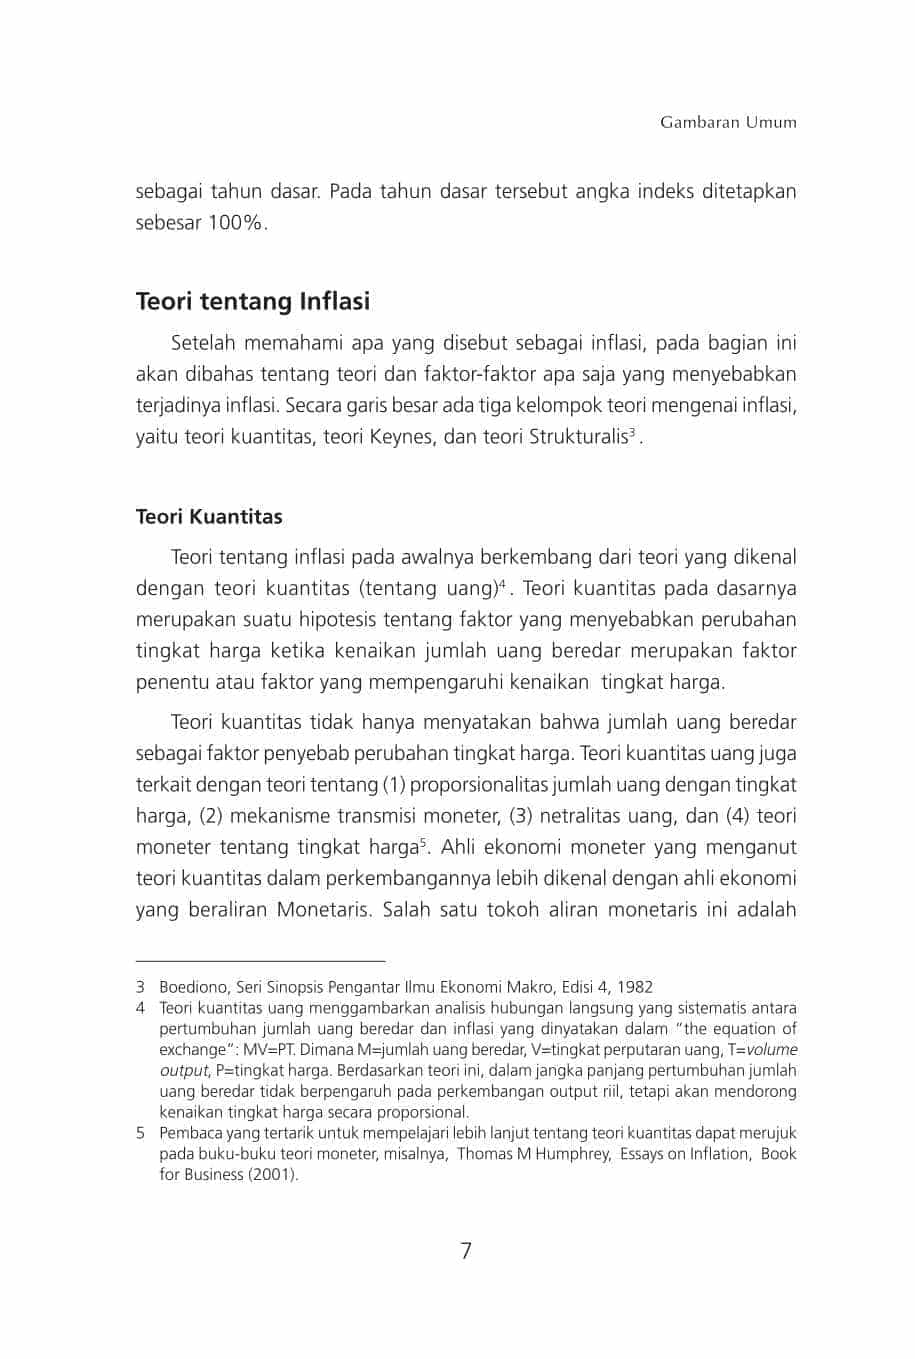 Gambaran Umum
sebagai tahun dasar. Pada tahun dasar tersebut angka indeks ditetapkan
sebesar 100%.
Teori tentang Inflasi
Setelah memahami apa yang disebut sebagai inflasi, pada bagian ini
akan dibahas tentang teori dan faktor-faktor apa saja yang menyebabkan
terjadinya inflasi. Secara garis besar ada tiga kelompok teori mengenai inflasi,
yaitu teori kuantitas, teori Keynes, dan teori Strukturalis³ .
Teori Kuantitas
Teori tentang inflasi pada awalnya berkembang dari teori yang dikenal
dengan teori kuantitas (tentang uang)⁴ . Teori kuantitas pada dasarnya
merupakan suatu hipotesis tentang faktor yang menyebabkan perubahan
tingkat harga ketika kenaikan jumlah uang beredar merupakan faktor
penentu atau faktor yang mempengaruhi kenaikan tingkat harga.
Teori kuantitas tidak hanya menyatakan bahwa jumlah uang beredar
sebagai faktor penyebab perubahan tingkat harga. Teori kuantitas uang juga
terkait dengan teori tentang (1) proporsionalitas jumlah uang dengan tingkat
harga, (2) mekanisme transmisi moneter, (3) netralitas uang, dan (4) teori
moneter tentang tingkat harga⁵. Ahli ekonomi moneter yang menganut
teori kuantitas dalam perkembangannya lebih dikenal dengan ahli ekonomi
yang beraliran Monetaris. Salah satu tokoh aliran monetaris ini adalah
3 Boediono, Seri Sinopsis Pengantar Ilmu Ekonomi Makro, Edisi 4, 1982
4 Teori kuantitas uang menggambarkan analisis hubungan langsung yang sistematis antara
pertumbuhan jumlah uang beredar dan inflasi yang dinyatakan dalam “the equation of
exchange”: MV=PT. Dimana M=jumlah uang beredar, V=tingkat perputaran uang, T=volume
output, P=tingkat harga. Berdasarkan teori ini, dalam jangka panjang pertumbuhan jumlah
uang beredar tidak berpengaruh pada perkembangan output riil, tetapi akan mendorong
kenaikan tingkat harga secara proporsional.
5 Pembaca yang tertarik untuk mempelajari lebih lanjut tentang teori kuantitas dapat merujuk
pada buku-buku teori moneter, misalnya, Thomas M Humphrey, Essays on Inflation, Book
for Business (2001).
7